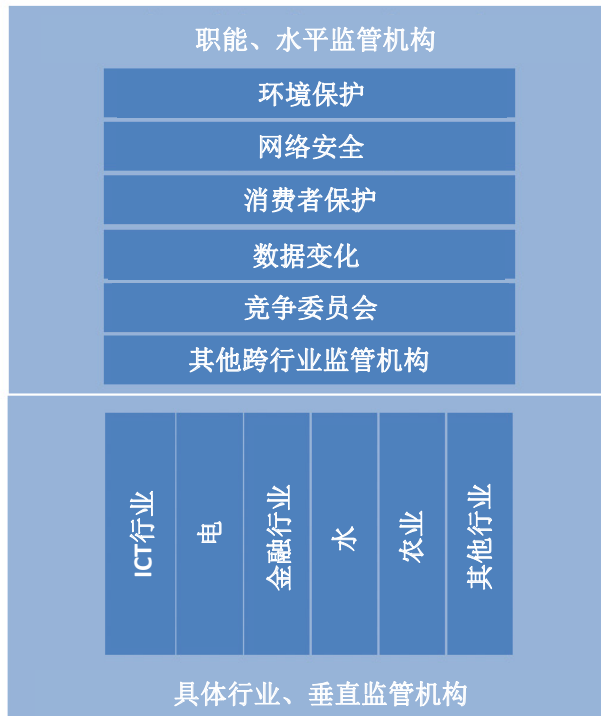 职能、水平监管机构
环境保护
网络安全
消费者保护
数据变化
竞争委员会
其他跨行业监管机构
ICT行业
电
金融行业
水
农业
其他行业
具体行业、垂直监管机构